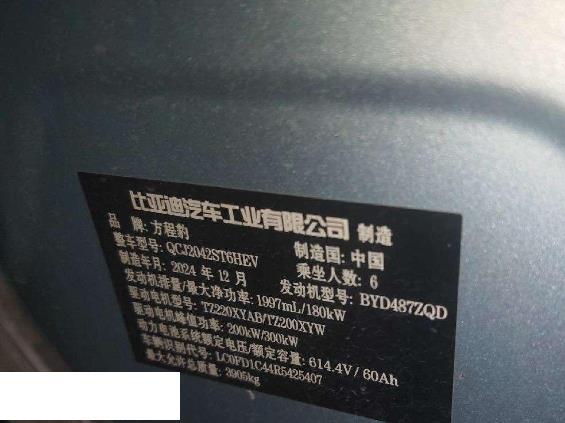 比亚迪汽车工业有限公司 制造
品 牌: 方程豹 制造国: 中国
整车型号: QCJ2042ST6HEV 乘坐人数: 6
制造年月: 2024 年 12 月 发动机型号: BYD487ZQD
发动机排量/最大净功率: 1997mL/180kW
驱动电机型号: TZ220XYAB/TZ200XYW
驱动电机峰值功率: 200kW/300kW
动力电池系统额定电压/额定容量: 614.4V/60Ah
车辆识别代号: LC0FD1C44R5425407
最大允许总质量: 3905kg